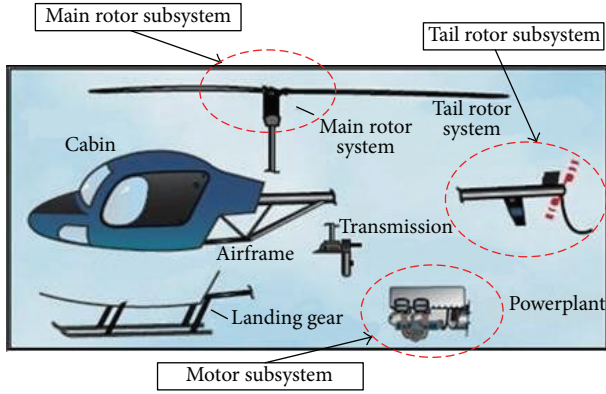 Main rotor subsystem
Tail rotor subsystem
Main rotor
system
Tail rotor
system
Cabin
Transmission
Airframe
Landing gear
Powerplant
Motor subsystem